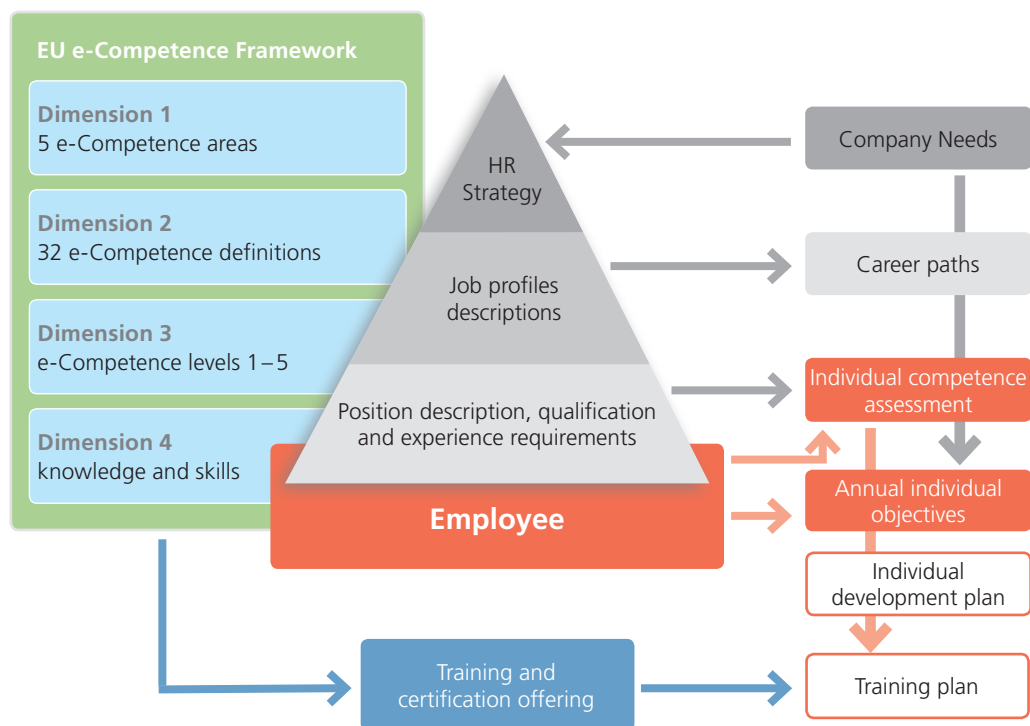 EU e-Competence Framework
Dimension 1
5 e-Competence areas
Dimension 2
32 e-Competence definitions
Dimension 3
e-Competence levels 1–5
Dimension 4
knowledge and skills
HR
Strategy
Job profiles
descriptions
Position description, qualification
and experience requirements
Employee
Company Needs
Career paths
Individual competence
assessment
Annual individual
objectives
Individual
development plan
Training and
certification offering
Training plan